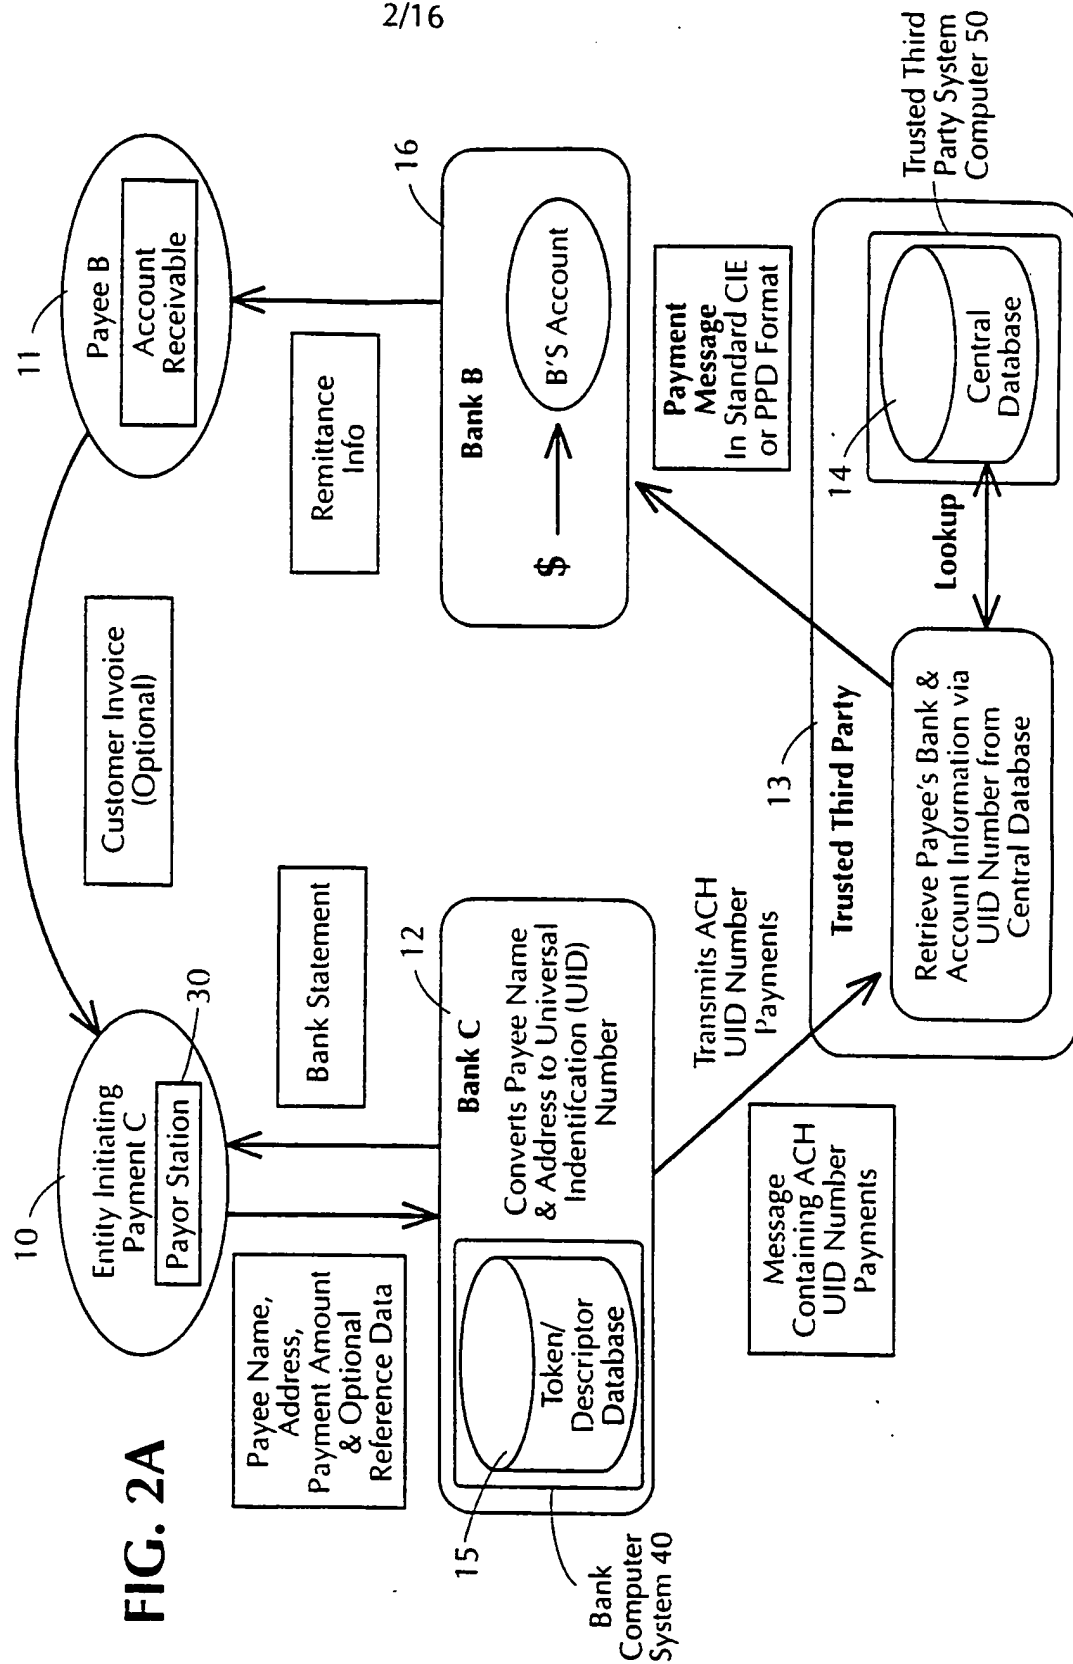 2/16
FIG. 2A
10
Entity Initiating
Payment C
Payor Station
30
11
Payee B
Account
Receivable
Customer Invoice
(Optional)
Payee Name,
Address,
Payment Amount
& Optional
Reference Data
Bank Statement
Remittance
Info
12
Bank C
Converts Payee Name
& Address to Universal
Indentifcation (UID)
Number
Token/
Descriptor
Database
15
Bank
Computer
System 40
16
Bank B
$
B'S Account
Transmits ACH
UID Number
Payments
Message
Containing ACH
UID Number
Payments
Payment
Message
In Standard CIE
or PPD Format
13
Trusted Third Party
Retrieve Payee's Bank &
Account Information via
UID Number from
Central Database
Lookup
14
Central
Database
Trusted Third
Party System
Computer 50